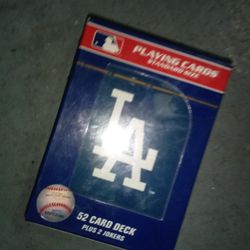 PLAYING CARDS
STANDARD SIZE
LA
52 CARD DECK
PLUS 2 JOKERS